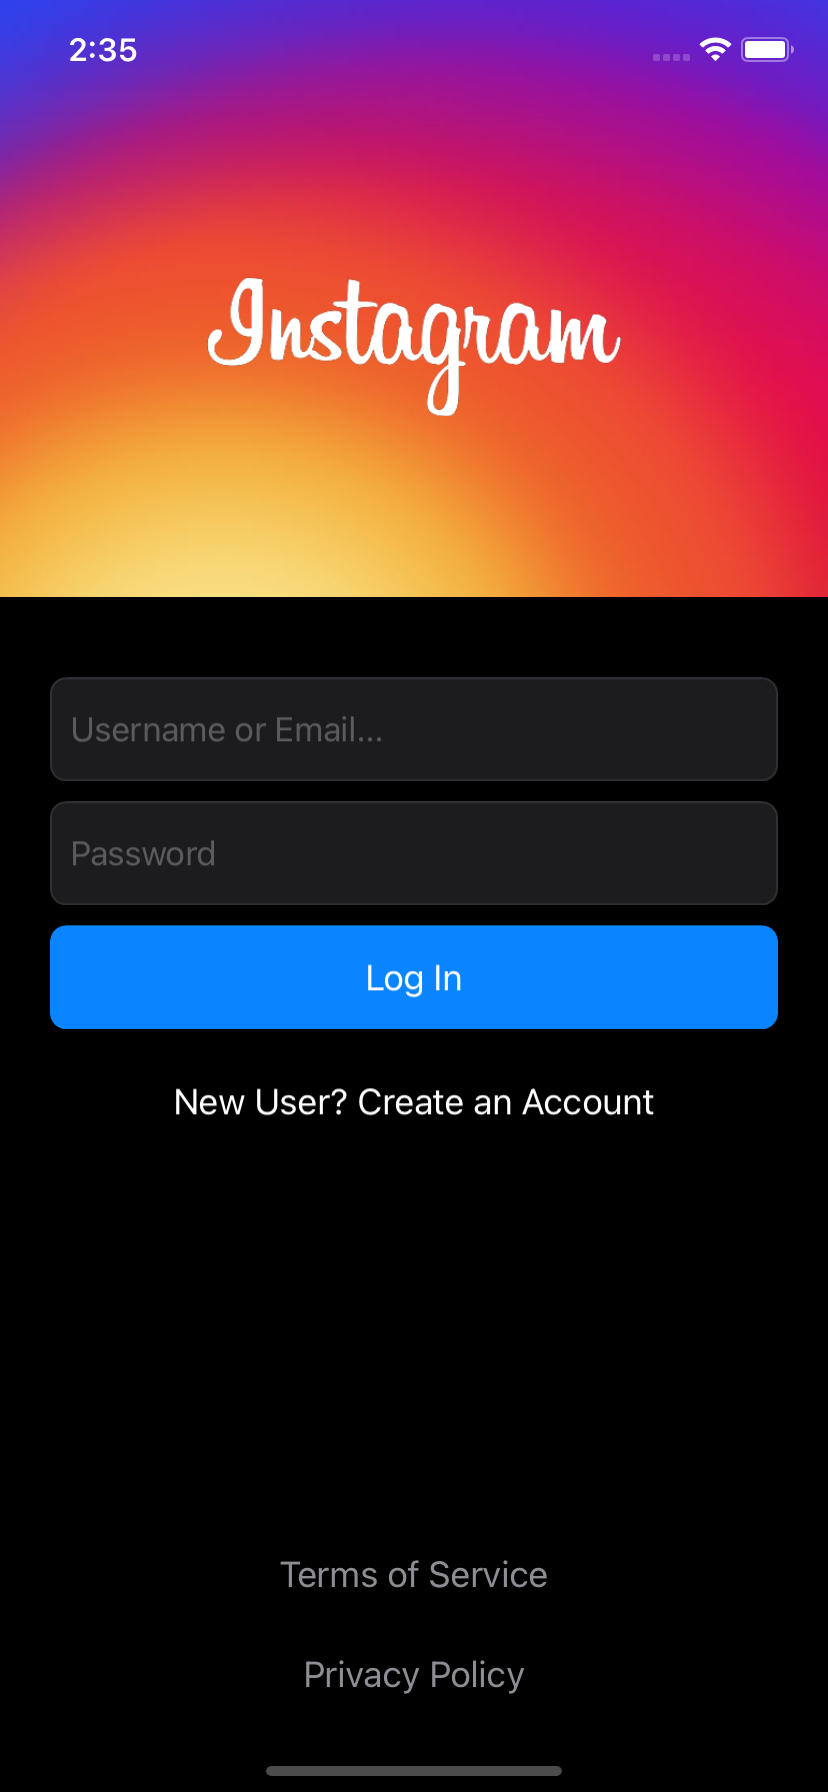 2:35
Instagram
Username or Email...
Password
Log In
New User? Create an Account
Terms of Service
Privacy Policy